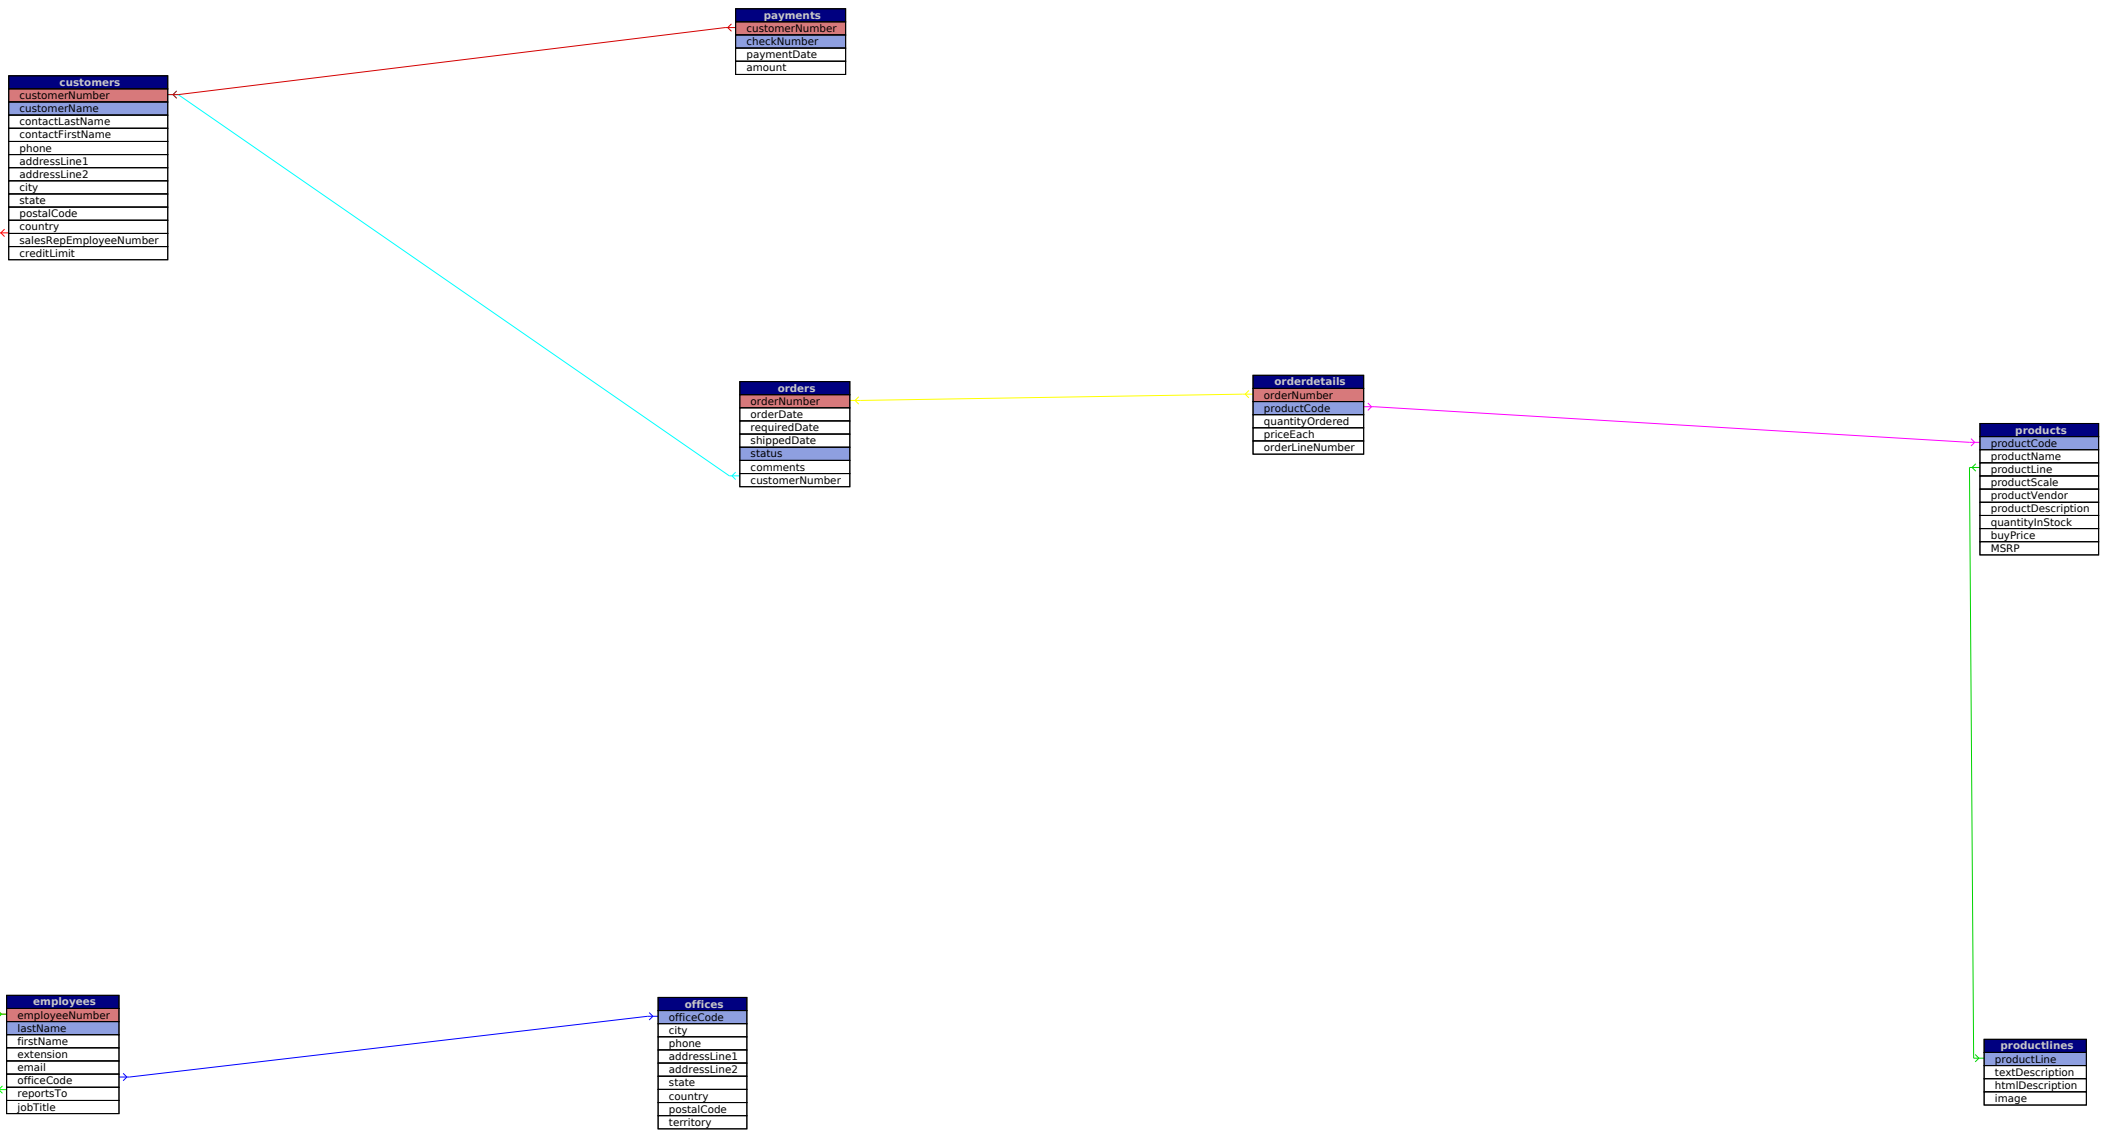 payments
customerNumber
checkNumber
paymentDate
amount
customers
customerNumber
customerName
contactLastName
contactFirstName
phone
addressLine1
addressLine2
city
state
postalCode
country
salesRepEmployeeNumber
creditLimit
orders
orderNumber
orderDate
requiredDate
shippedDate
status
comments
customerNumber
orderdetails
orderNumber
productCode
quantityOrdered
priceEach
orderLineNumber
products
productCode
productName
productLine
productScale
productVendor
productDescription
quantityInStock
buyPrice
MSRP
employees
employeeNumber
lastName
firstName
extension
email
officeCode
reportsTo
jobTitle
offices
officeCode
city
phone
addressLine1
addressLine2
state
country
postalCode
territory
productlines
productLine
textDescription
htmlDescription
image